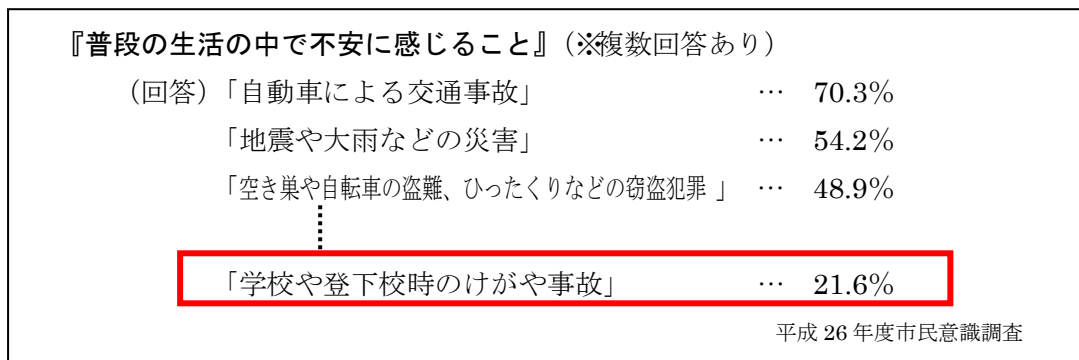 『普段の生活の中で不安に感じること』（※複数回答あり）
（回答）「自動車による交通事故」 … 70.3%
「地震や大雨などの災害」 … 54.2%
「空き巣や自転車の盗難、ひったくりなどの窃盗犯罪 」 … 48.9%
「学校や登下校時のけがや事故」 … 21.6%
平成 26 年度市民意識調査